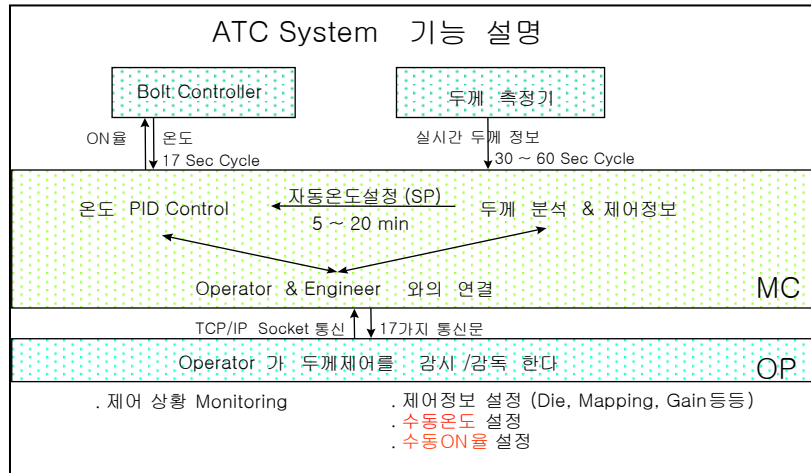 ATC System 기능 설명
Bolt Controller
두께 측정기
ON율
온도
17 Sec Cycle
실시간 두께 정보
30 ~ 60 Sec Cycle
자동온도설정 (SP)
온도 PID Control
두께 분석 & 제어정보
5 ~ 20 min
Operator & Engineer 와의 연결
MC
TCP/IP Socket 통신
17가지 통신문
Operator 가 두께제어를 감시 /감독 한다
OP
. 제어 상황 Monitoring
. 제어정보 설정 (Die, Mapping, Gain등등)
. 수동온도 설정
. 수동ON율 설정